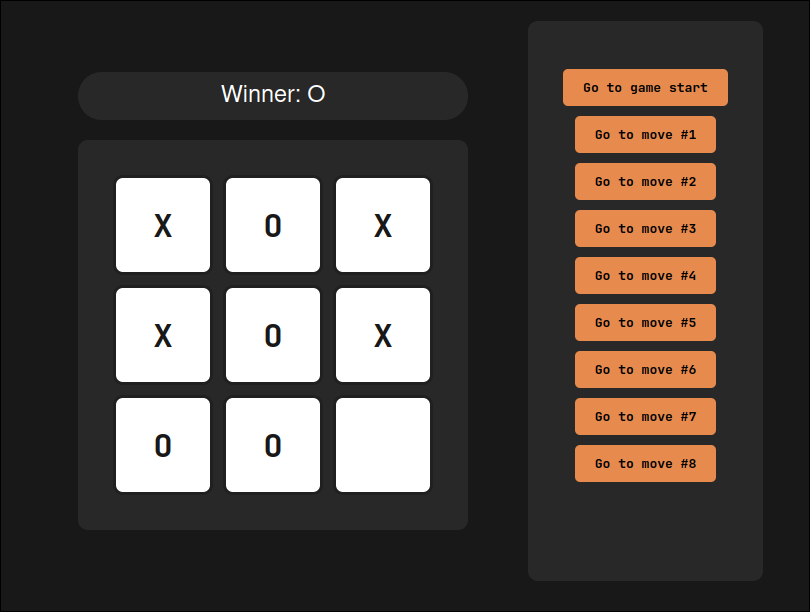 Winner: O
X O X
X O X
O O
Go to game start
Go to move #1
Go to move #2
Go to move #3
Go to move #4
Go to move #5
Go to move #6
Go to move #7
Go to move #8